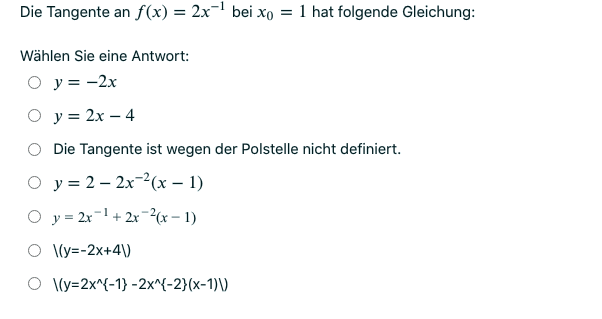 Die Tangente an f(x) = 2x⁻¹ bei x₀ = 1 hat folgende Gleichung:
Wählen Sie eine Antwort:
y = −2x
y = 2x − 4
Die Tangente ist wegen der Polstelle nicht definiert.
y = 2 − 2x⁻²(x − 1)
y = 2x⁻¹ + 2x⁻²(x − 1)
\(y=-2x+4\)
\(y=2x^{-1} -2x^{-2}(x-1)\)